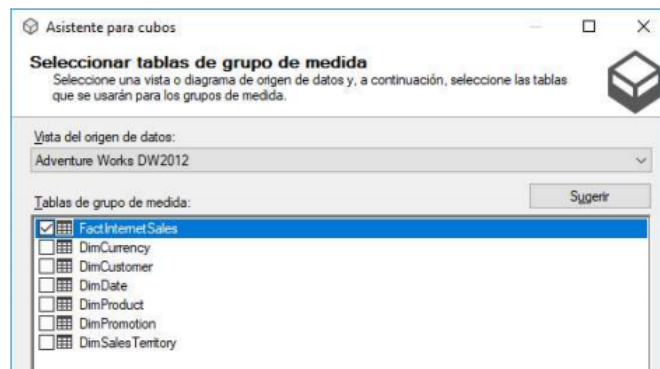 Asistente para cubos
Seleccionar tablas de grupo de medida
Seleccione una vista o diagrama de origen de datos y, a continuación, seleccione las tablas
que se usarán para los grupos de medida.
Vista del origen de datos:
Adventure Works DW2012
Tablas de grupo de medida:
Sugerir
FactInternetSales
DimCurrency
DimCustomer
DimDate
DimProduct
DimPromotion
DimSalesTerritory